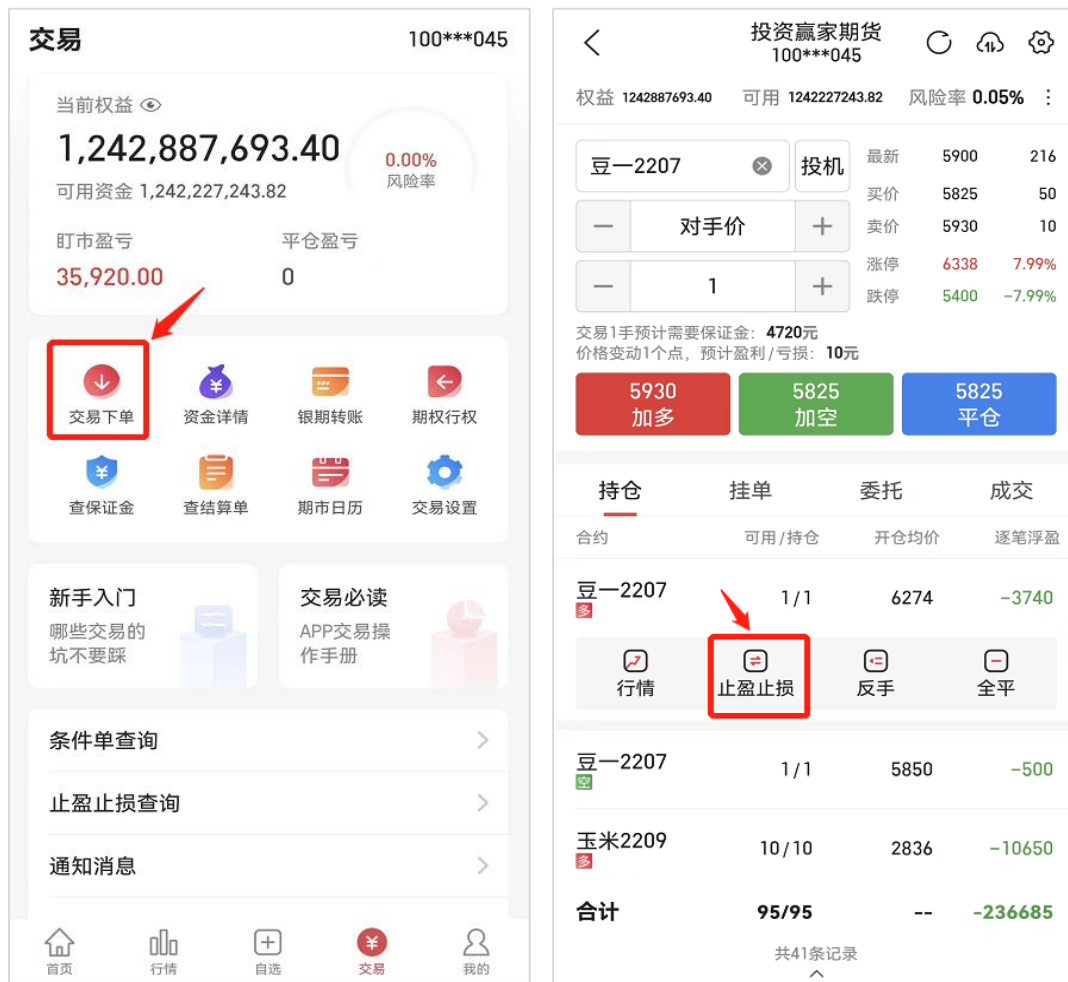 交易
100***045
当前权益
1,242,887,693.40
0.00%
风险率
可用资金 1,242,227,243.82
盯市盈亏
平仓盈亏
35,920.00
0
交易下单
资金详情
银期转账
期权行权
查保证金
查结算单
期市日历
交易设置
新手入门
哪些交易的
坑不要踩
交易必读
APP交易操
作手册
条件单查询
止盈止损查询
通知消息
首页
行情
自选
交易
我的
投资赢家期货
100***045
权益 1242887693.40 可用 1242227243.82 风险率 0.05%
豆一2207
投机
最新 5900 216
买价 5825 50
对手价
卖价 5930 10
涨停 6338 7.99%
1
跌停 5400 -7.99%
交易1手预计需要保证金: 4720元
价格变动1个点, 预计盈利/亏损: 10元
5930
加多
5825
加空
5825
平仓
持仓 挂单 委托 成交
合约 可用/持仓 开仓均价 逐笔浮盈
豆一2207
多
1/1 6274 -3740
行情
止盈止损
反手
全平
豆一2207
空
1/1 5850 -500
玉米2209
多
10/10 2836 -10650
合计 95/95 -- -236685
共41条记录